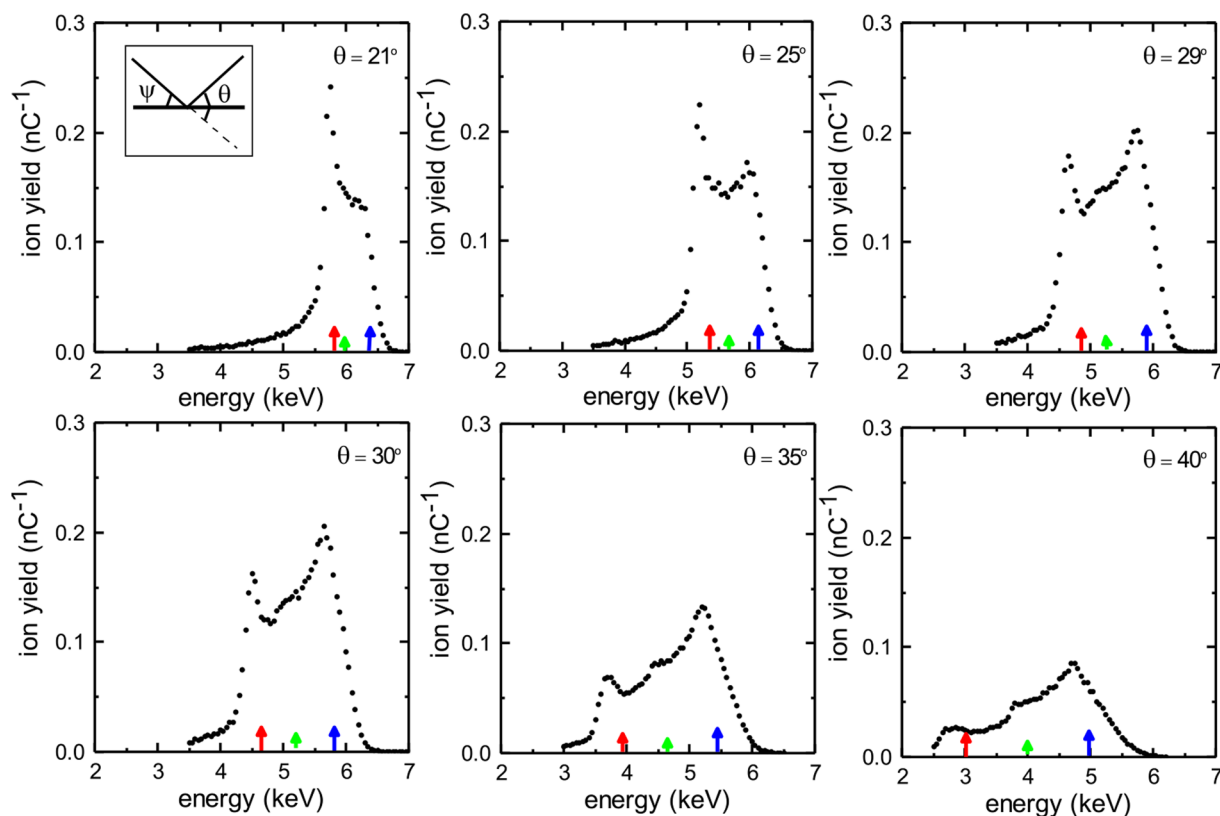 0.3
θ = 21°
ψ
θ
0.2
0.1
0.0
2 3 4 5 6 7
ion yield (nC⁻¹)
energy (keV)
0.3
θ = 25°
0.2
0.1
0.0
2 3 4 5 6 7
ion yield (nC⁻¹)
energy (keV)
0.3
θ = 29°
0.2
0.1
0.0
2 3 4 5 6 7
ion yield (nC⁻¹)
energy (keV)
0.3
θ = 30°
0.2
0.1
0.0
2 3 4 5 6 7
ion yield (nC⁻¹)
energy (keV)
0.3
θ = 35°
0.2
0.1
0.0
2 3 4 5 6 7
ion yield (nC⁻¹)
energy (keV)
0.3
θ = 40°
0.2
0.1
0.0
2 3 4 5 6 7
ion yield (nC⁻¹)
energy (keV)